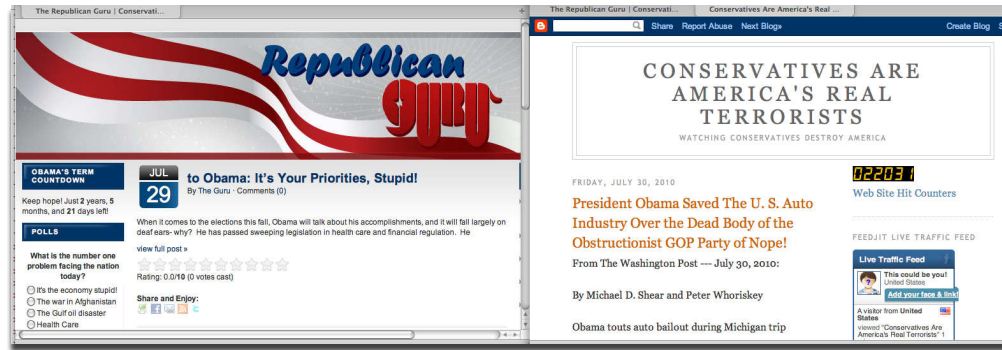 The Republican Guru | Conservati...
Republican
guru
OBAMA'S TERM
COUNTDOWN
Keep hope! Just 2 years, 5
months, and 21 days left!
POLLS
What is the number one
problem facing the nation
today?
It's the economy stupid!
The war in Afghanistan
The Gulf oil disaster
Health Care
JUL
29
to Obama: It's Your Priorities, Stupid!
By The Guru · Comments (0)
When it comes to the elections this fall, Obama will talk about his accomplishments, and it will fall largely on
deaf ears- why? He has passed sweeping legislation in health care and financial regulation. He
view full post »
Rating: 0.0/10 (0 votes cast)
Share and Enjoy:
The Republican Guru | Conservati...
Conservatives Are America's Real ...
Share Report Abuse Next Blog»
Create Blog S
CONSERVATIVES ARE
AMERICA'S REAL
TERRORISTS
WATCHING CONSERVATIVES DESTROY AMERICA
FRIDAY, JULY 30, 2010
President Obama Saved The U. S. Auto
Industry Over the Dead Body of the
Obstructionist GOP Party of Nope!
From The Washington Post --- July 30, 2010:
By Michael D. Shear and Peter Whoriskey
Obama touts auto bailout during Michigan trip
022031
Web Site Hit Counters
FEEDJIT LIVE TRAFFIC FEED
Live Traffic Feed
This could be you!
United States
Add your face & link!
A visitor from United
States
viewed "Conservatives Are
America's Real Terrorists" 1